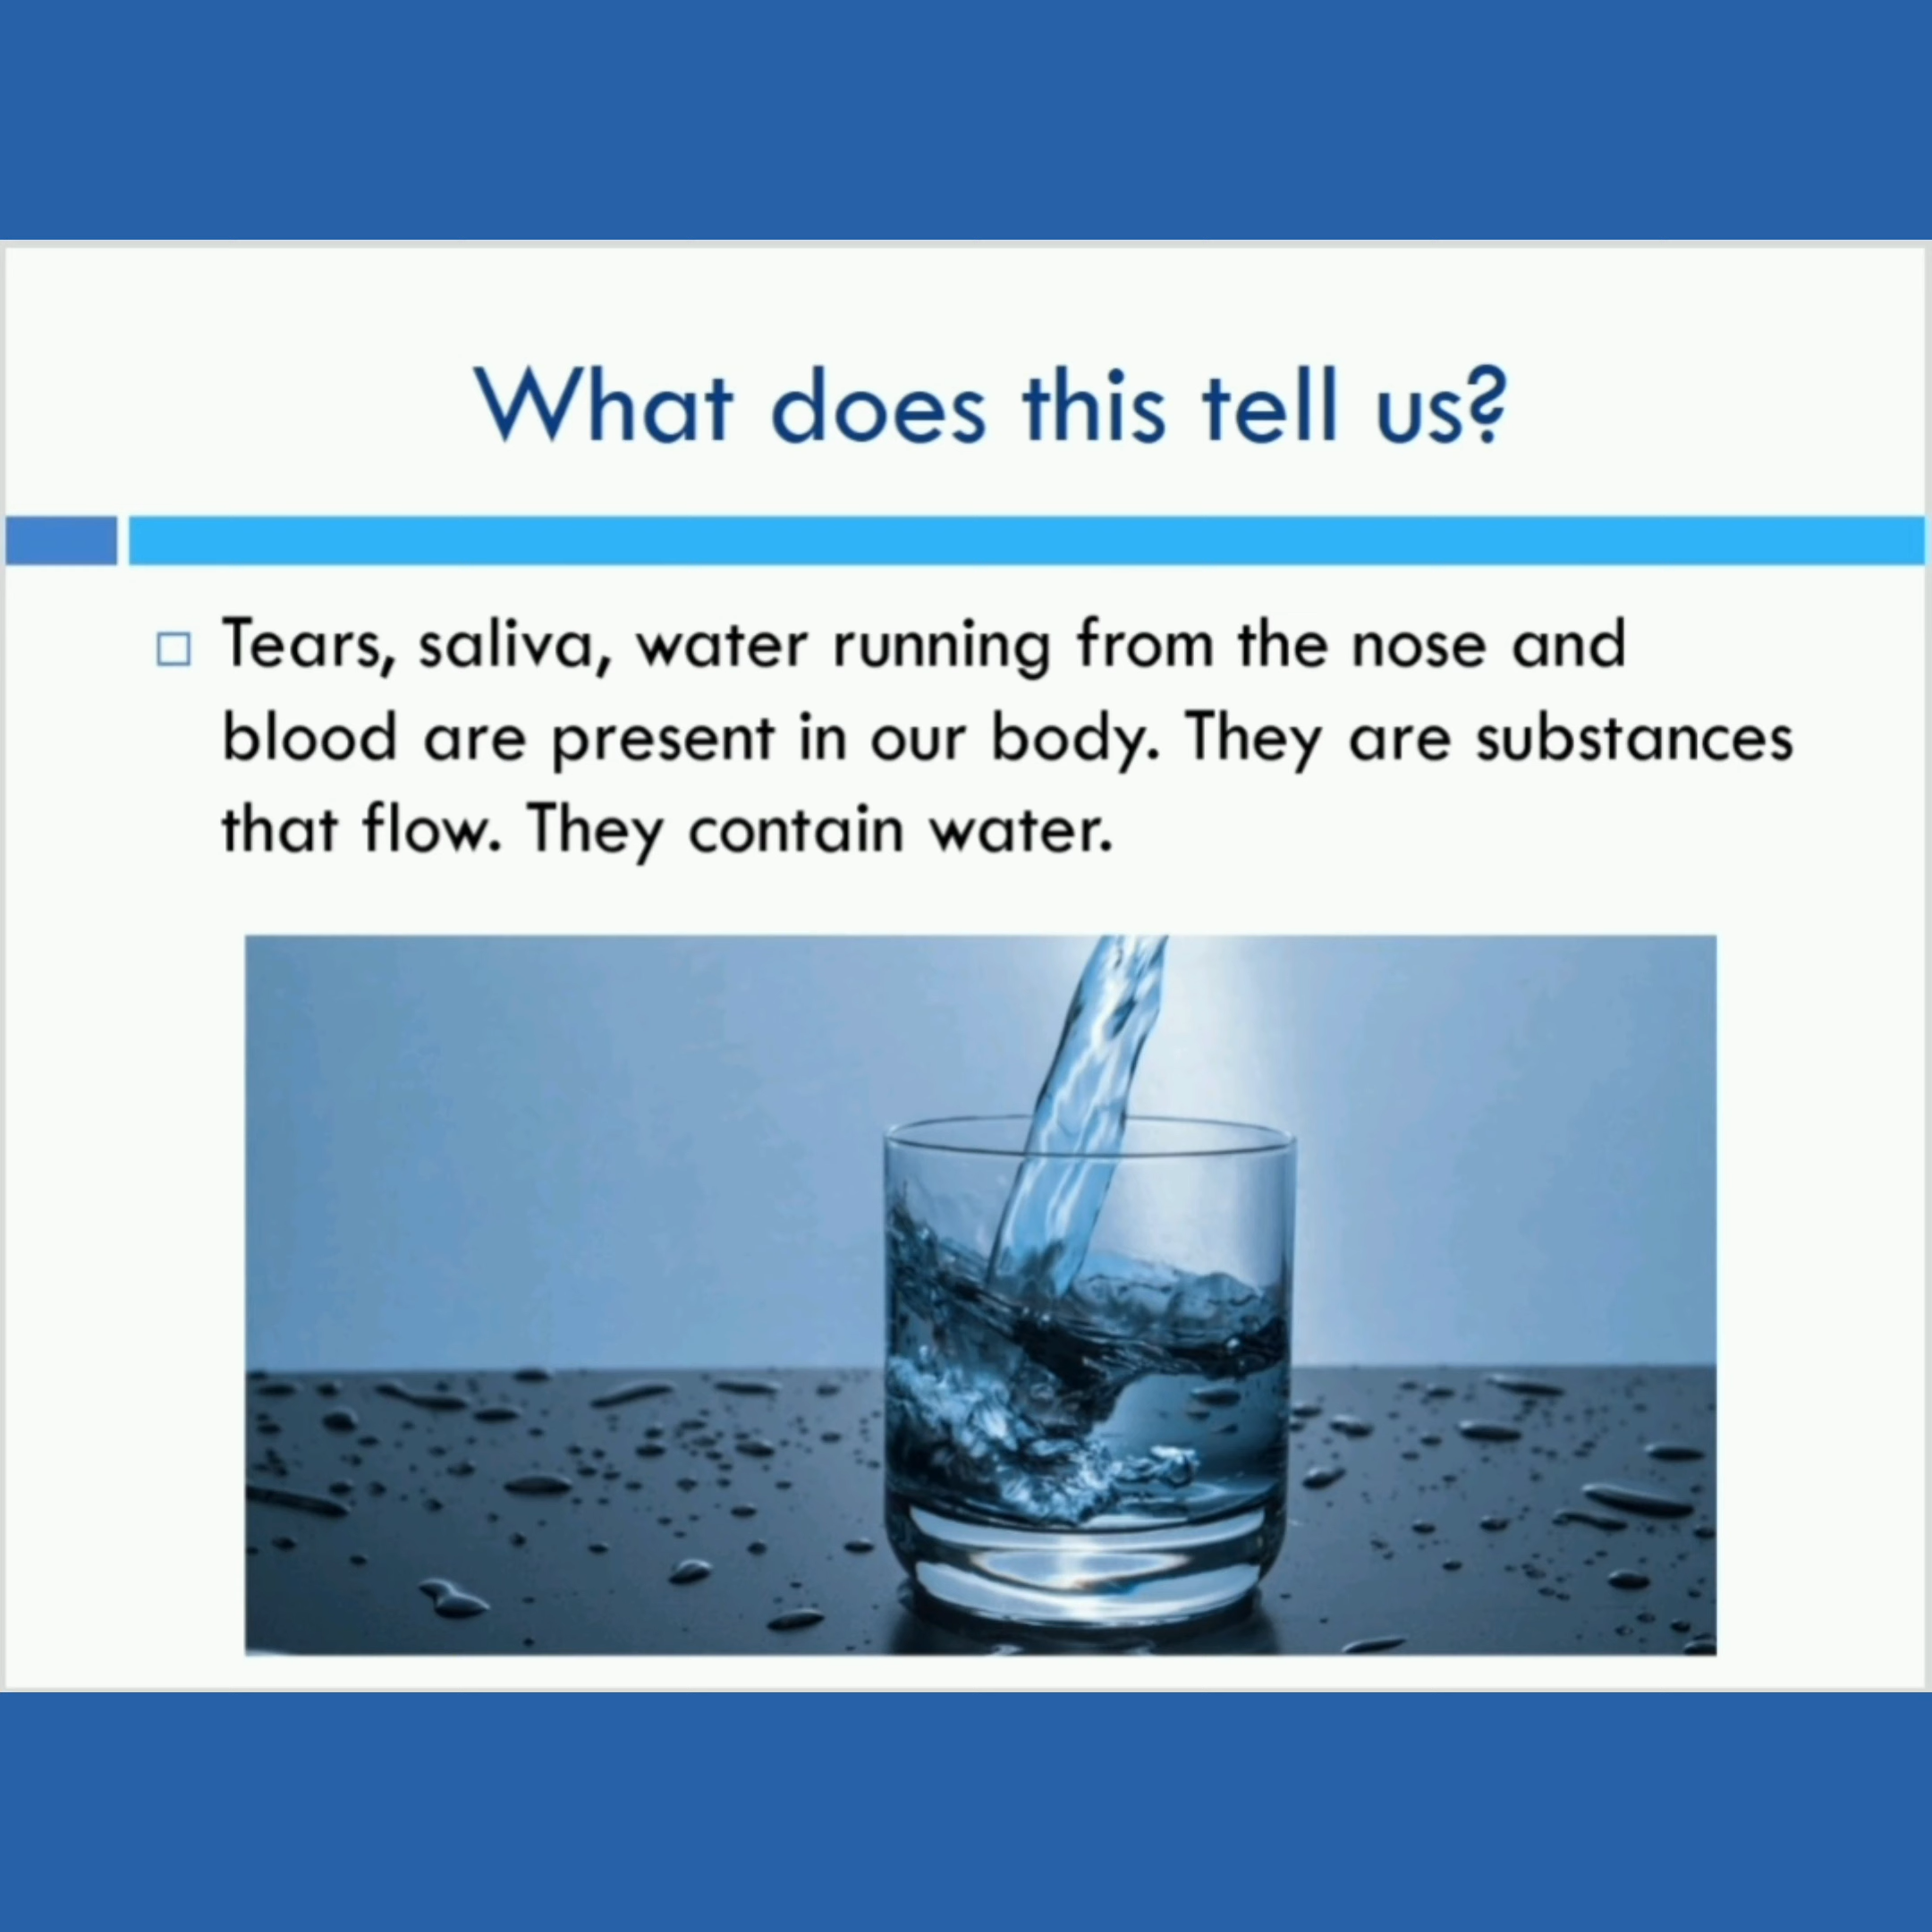 What does this tell us?
Tears, saliva, water running from the nose and
blood are present in our body. They are substances
that flow. They contain water.